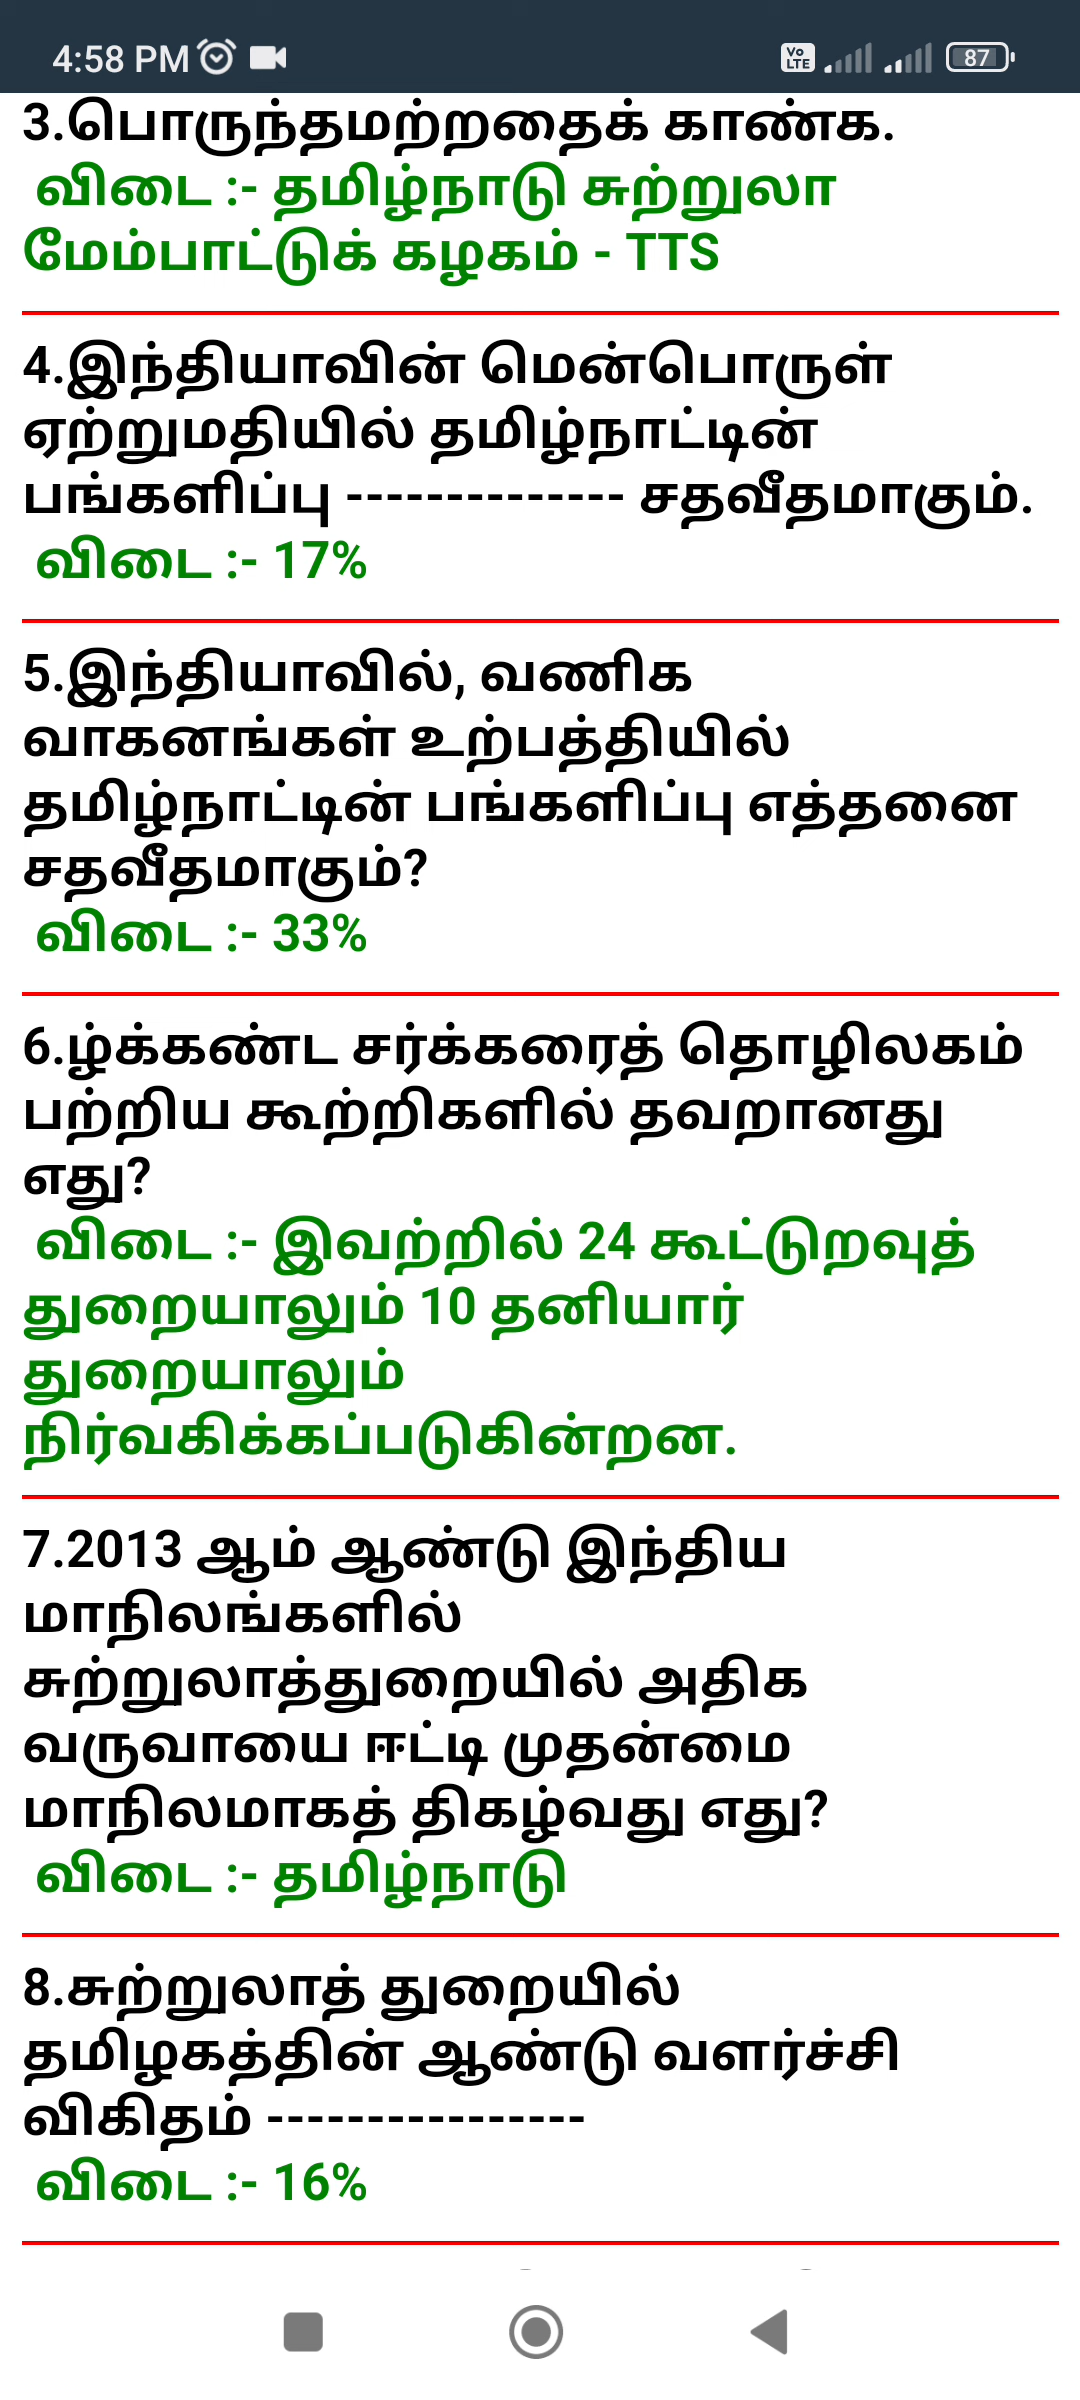 4:58 PM
Vo LTE
87
3.பொருந்தமற்றதைக் காண்க.
விடை :- தமிழ்நாடு சுற்றுலா
மேம்பாட்டுக் கழகம் - TTS
4.இந்தியாவின் மென்பொருள்
ஏற்றுமதியில் தமிழ்நாட்டின்
பங்களிப்பு -------------- சதவீதமாகும்.
விடை :- 17%
5.இந்தியாவில், வணிக
வாகனங்கள் உற்பத்தியில்
தமிழ்நாட்டின் பங்களிப்பு எத்தனை
சதவீதமாகும்?
விடை :- 33%
6.ழ்க்கண்ட சர்க்கரைத் தொழிலகம்
பற்றிய கூற்றிகளில் தவறானது
எது?
விடை :- இவற்றில் 24 கூட்டுறவுத்
துறையாலும் 10 தனியார்
துறையாலும்
நிர்வகிக்கப்படுகின்றன.
7.2013 ஆம் ஆண்டு இந்திய
மாநிலங்களில்
சுற்றுலாத்துறையில் அதிக
வருவாயை ஈட்டி முதன்மை
மாநிலமாகத் திகழ்வது எது?
விடை :- தமிழ்நாடு
8.சுற்றுலாத் துறையில்
தமிழகத்தின் ஆண்டு வளர்ச்சி
விகிதம் ----------------
விடை :- 16%